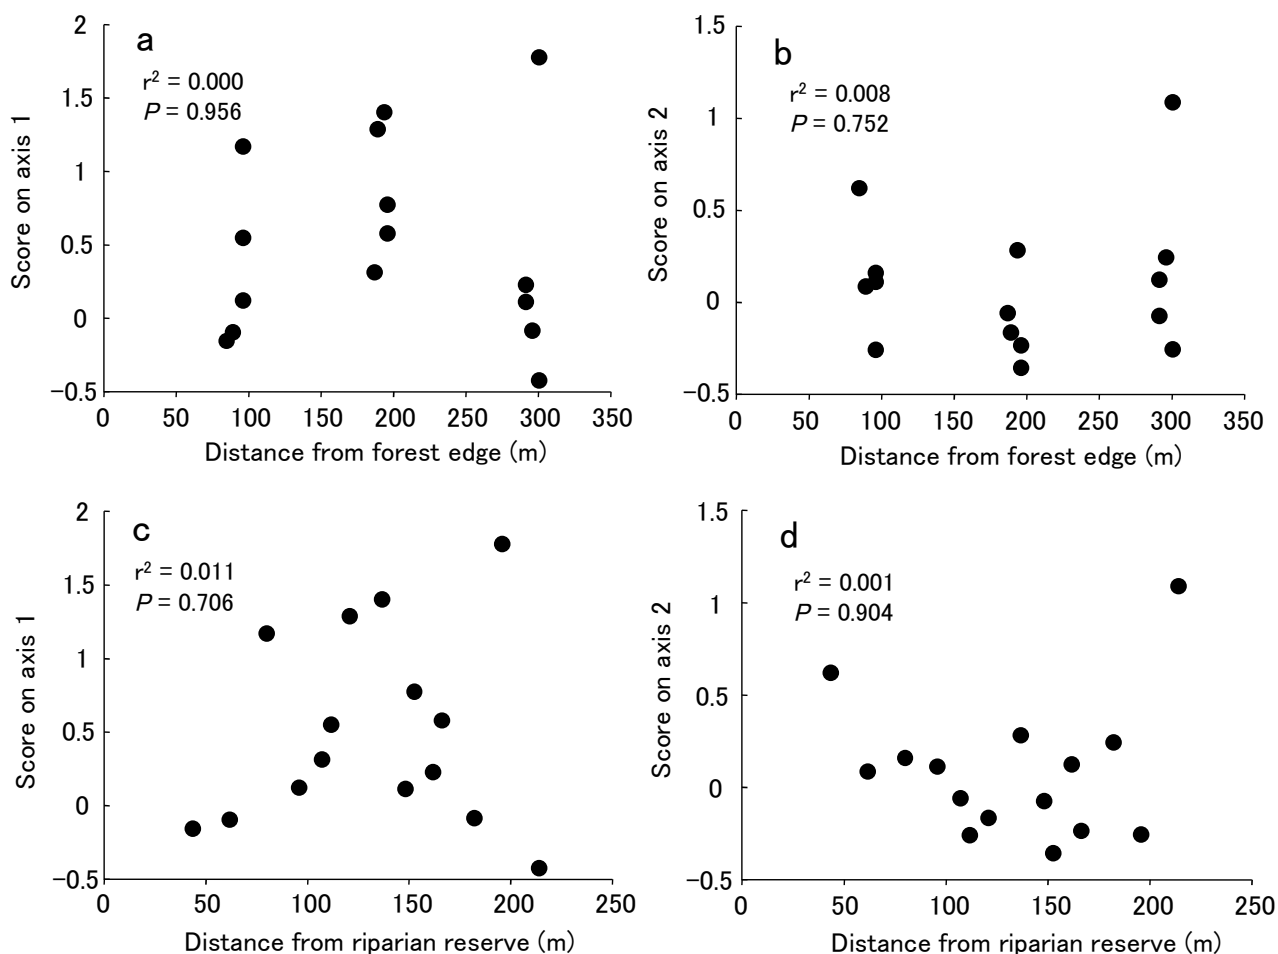 a
r² = 0.000
P = 0.956
Score on axis 1
2
1.5
1
0.5
0
−0.5
0 50 100 150 200 250 300 350
Distance from forest edge (m)
b
r² = 0.008
P = 0.752
Score on axis 2
1.5
1
0.5
0
−0.5
0 50 100 150 200 250 300 350
Distance from forest edge (m)
c
r² = 0.011
P = 0.706
Score on axis 1
2
1.5
1
0.5
0
−0.5
50 100 150 200 250
Distance from riparian reserve (m)
d
r² = 0.001
P = 0.904
Score on axis 2
1.5
1
0.5
0
−0.5
0 50 100 150 200 250
Distance from riparian reserve (m)